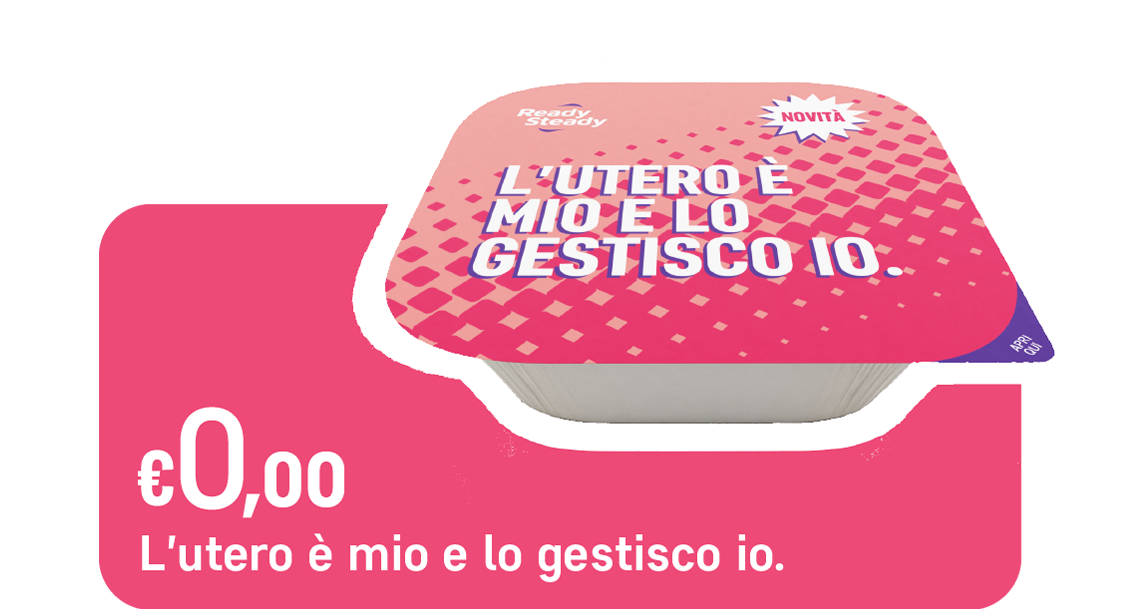 Ready
Steady
NOVITÀ
L'UTERO È
MIO E LO
GESTISCO IO.
APRI
QUI
€0,00
L'utero è mio e lo gestisco io.